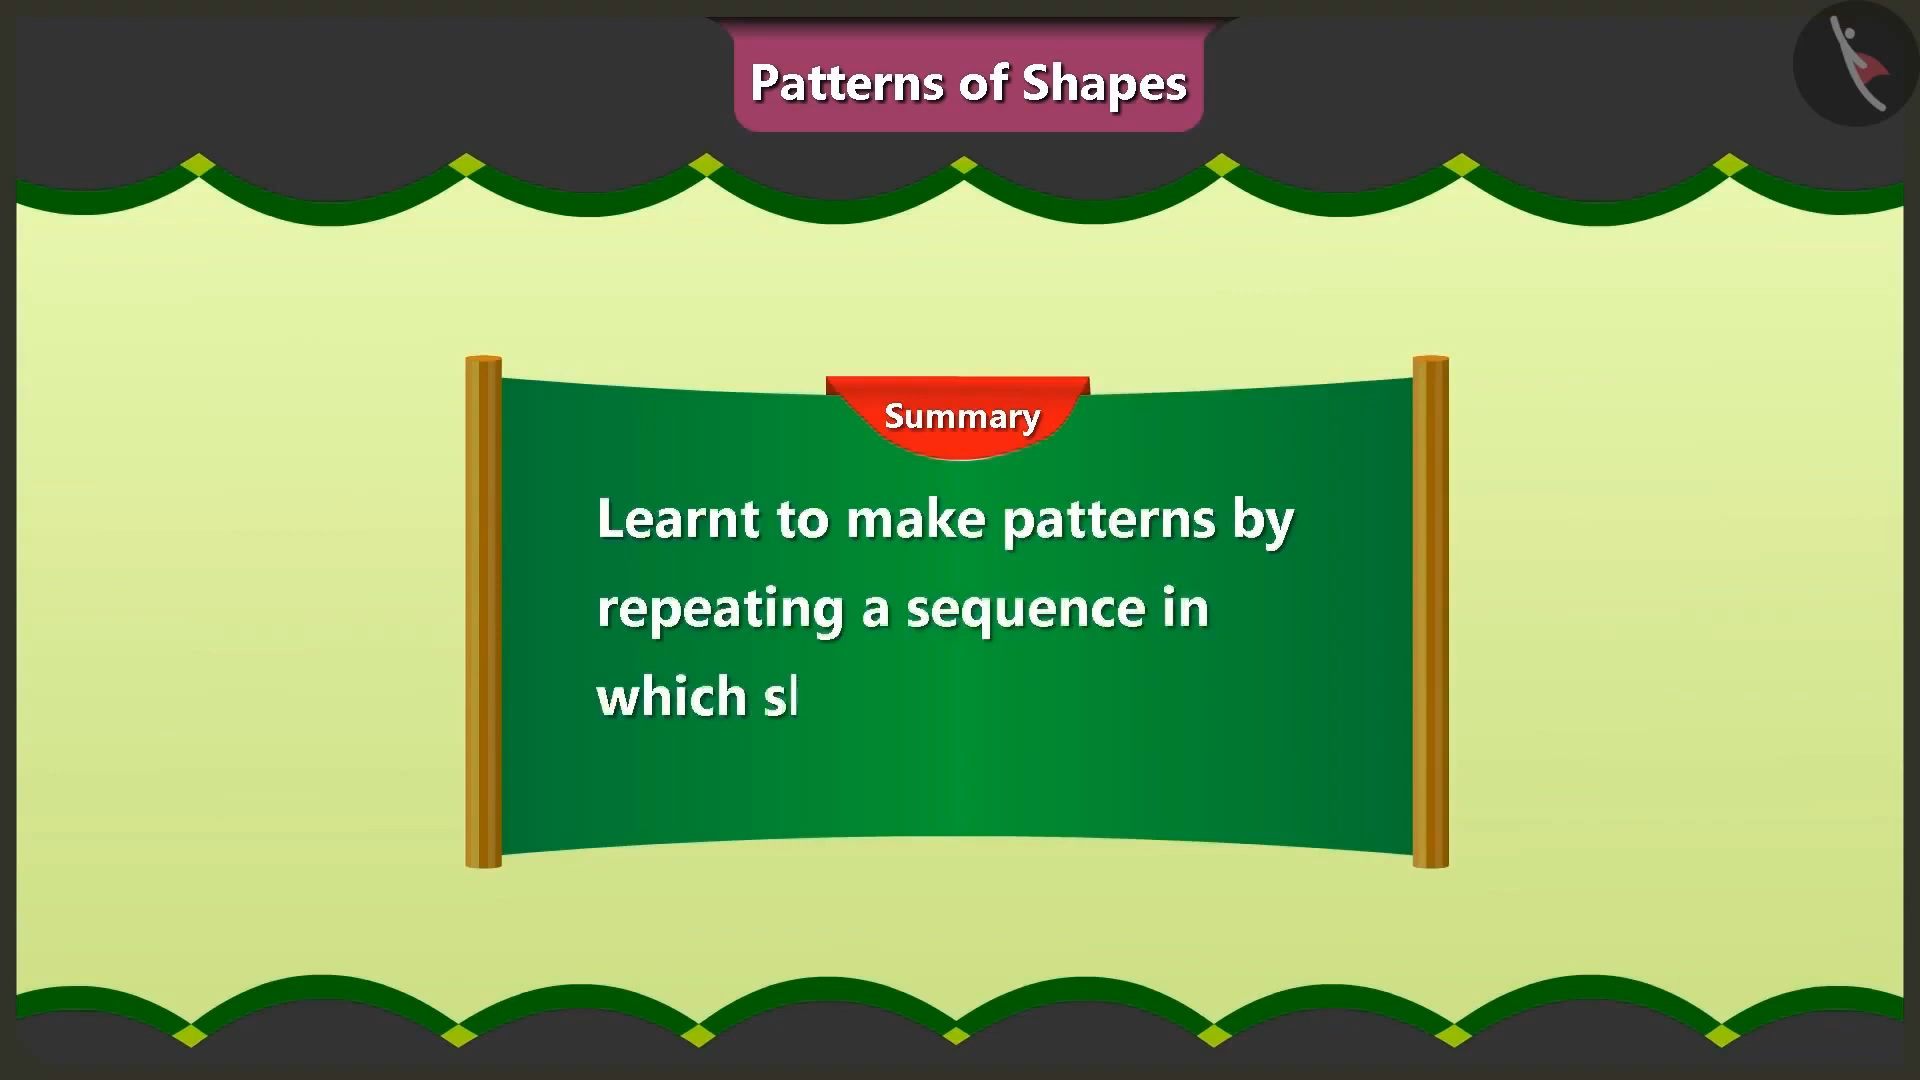 Patterns of Shapes
Summary
Learnt to make patterns by
repeating a sequence in
which s